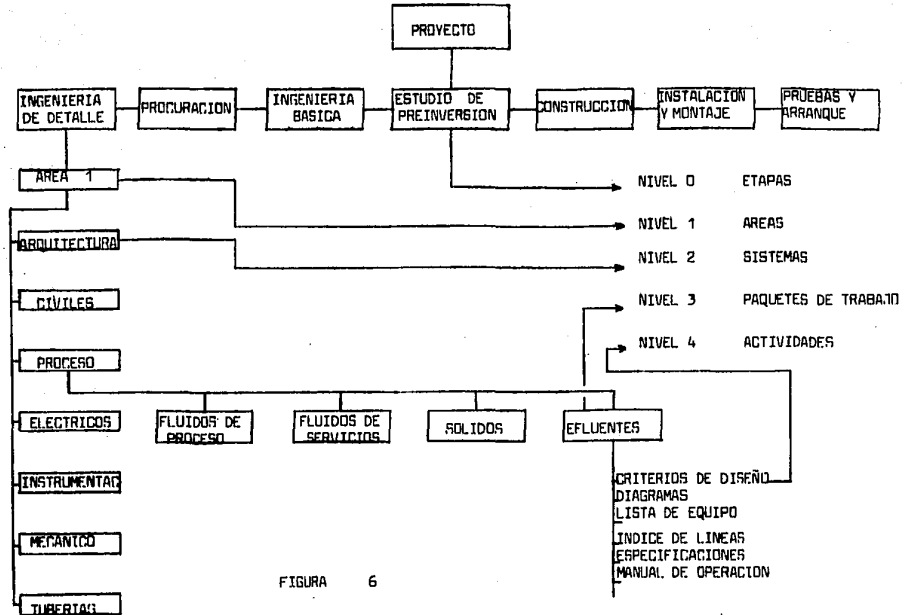 PROYECTO
INGENIERIA
DE DETALLE
PROCURACION
INGENIERIA
BASICA
ESTUDIO DE
PREINVERSION
CONSTRUCCION
INSTALACION
Y MONTAJE
PRUEBAS Y
ARRANQUE
AREA 1
NIVEL 0 ETAPAS
NIVEL 1 AREAS
ARQUITECTURA
NIVEL 2 SISTEMAS
CIVILES
NIVEL 3 PAQUETES DE TRABAJO
NIVEL 4 ACTIVIDADES
PROCESO
ELECTRICOS
FLUIDOS DE
PROCESO
FLUIDOS DE
SERVICIOS
SOLIDOS
EFLUENTES
INSTRUMENTAC
CRITERIOS DE DISEÑO
DIAGRAMAS
LISTA DE EQUIPO
MECANICO
INDICE DE LINEAS
ESPECIFICACIONES
MANUAL DE OPERACION
FIGURA 6
TUBERIAS